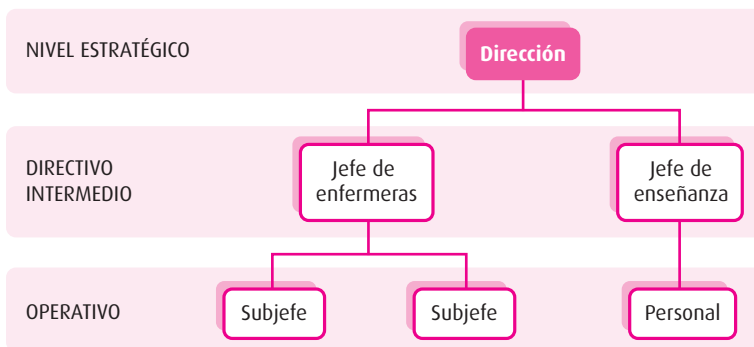 NIVEL ESTRATÉGICO
Dirección
DIRECTIVO
INTERMEDIO
Jefe de
enfermeras
Jefe de
enseñanza
OPERATIVO
Subjefe
Subjefe
Personal